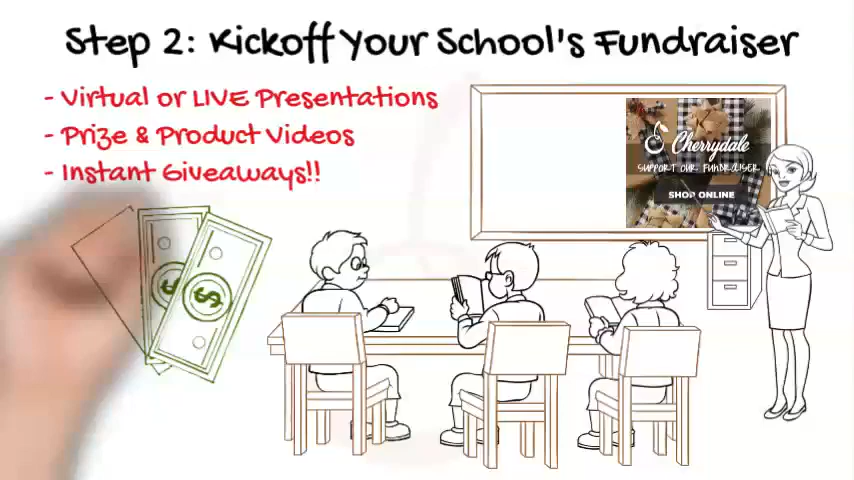 Step 2: Kickoff Your School's Fundraiser
- Virtual or LIVE Presentations
- Prize & Product Videos
- Instant Giveaways!!
Cherrydale
SUPPORT OUR FUNDRAISER
SHOP ONLINE
$